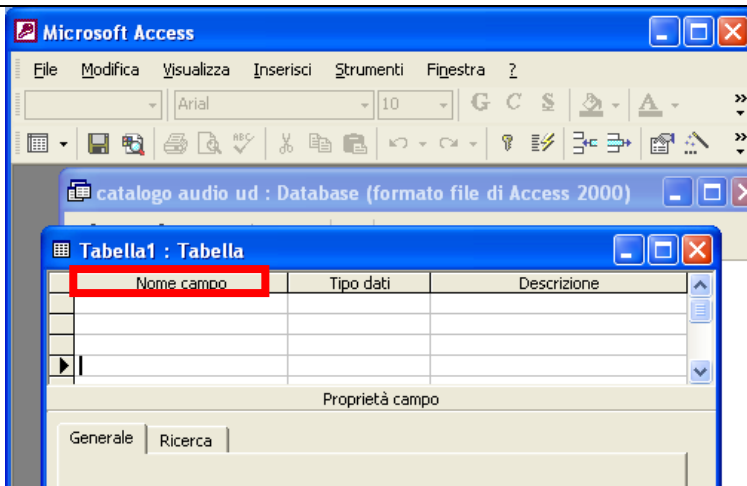 Microsoft Access
File Modifica Visualizza Inserisci Strumenti Finestra ?
Arial 10 G C S A
ABC
catalogo audio ud : Database (formato file di Access 2000)
Tabella1 : Tabella
Nome campo Tipo dati Descrizione
Proprietà campo
Generale Ricerca